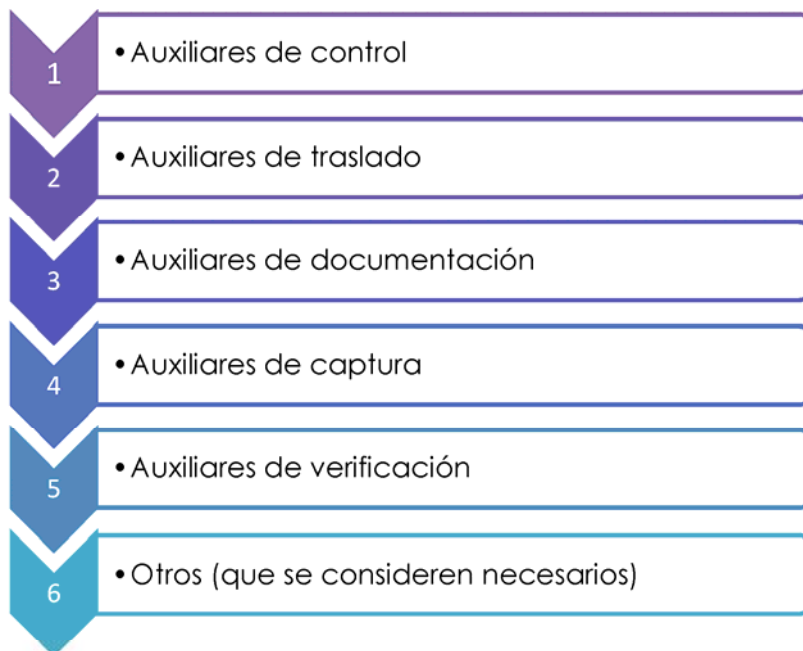 1
• Auxiliares de control
2
• Auxiliares de traslado
3
• Auxiliares de documentación
4
• Auxiliares de captura
5
• Auxiliares de verificación
6
• Otros (que se consideren necesarios)